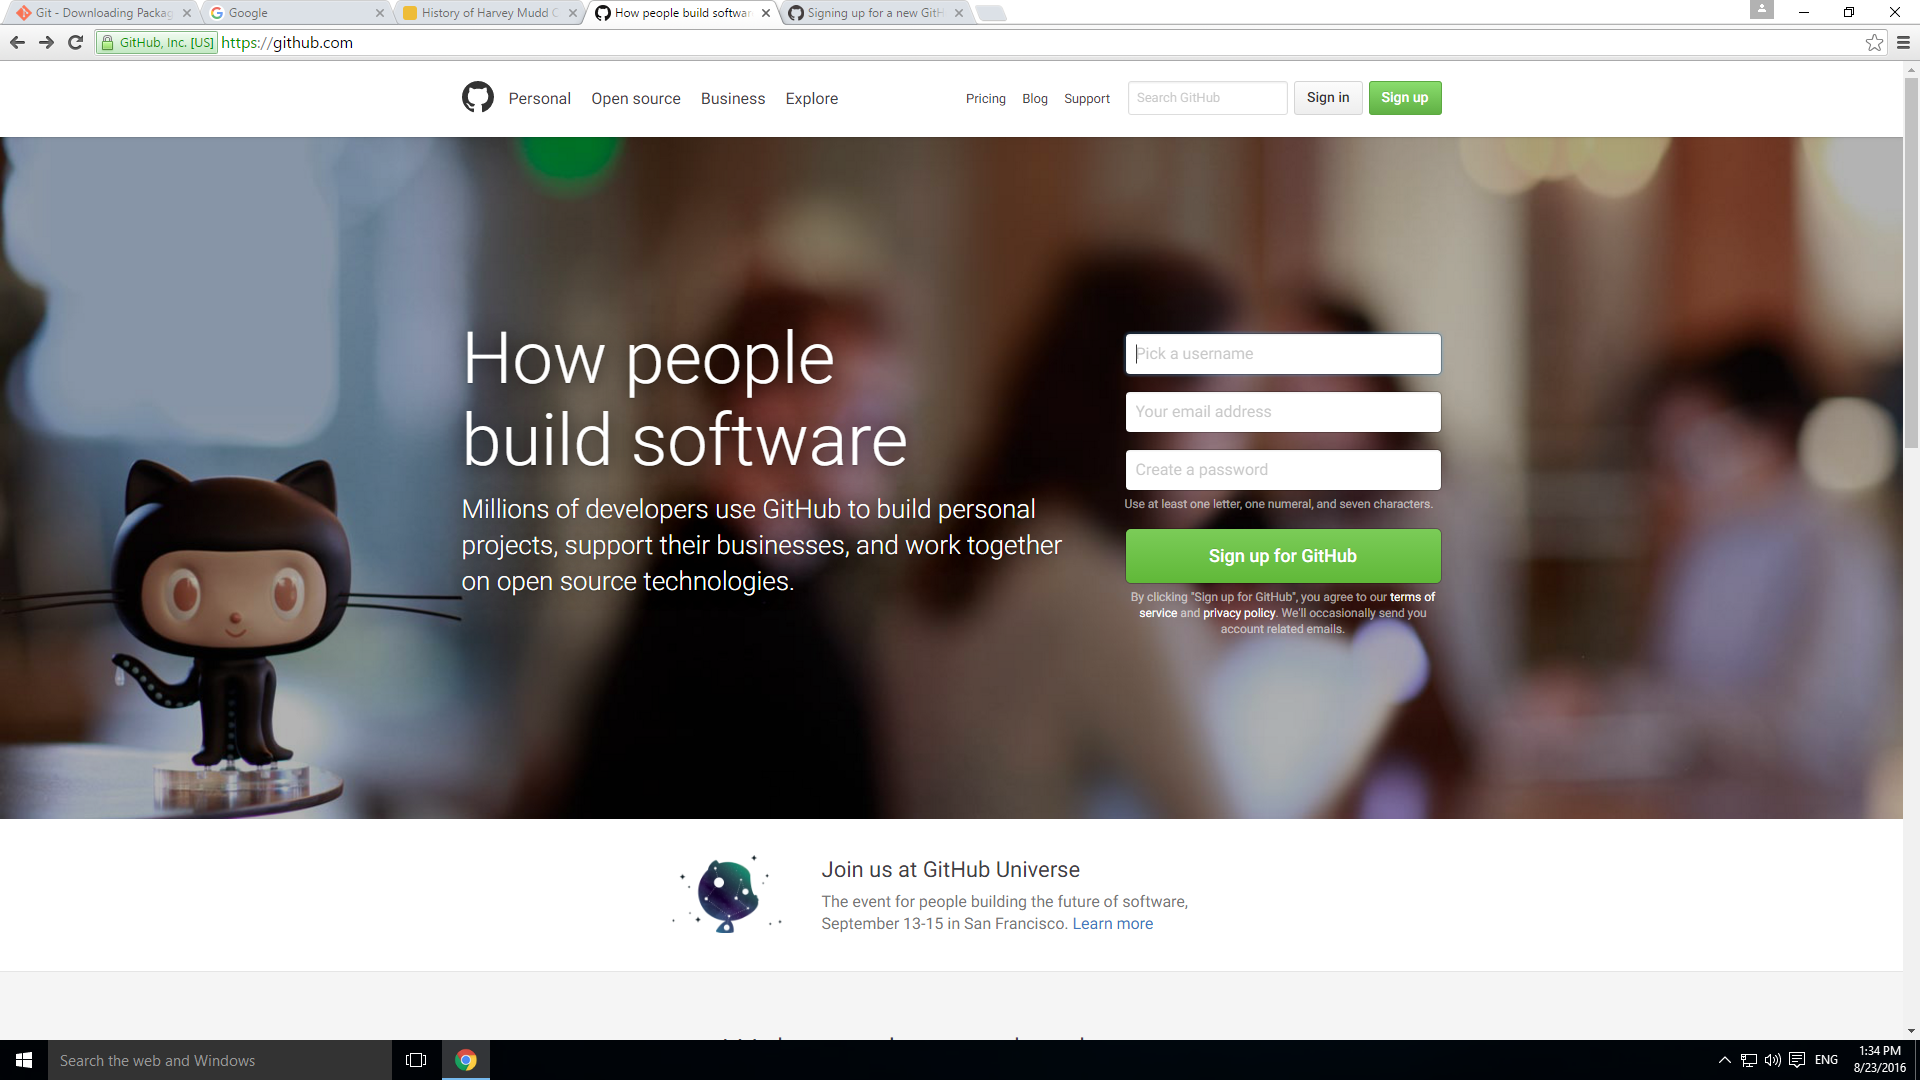 Git - Downloading Packag
Google
History of Harvey Mudd C
How people build softwar
Signing up for a new GitH
GitHub, Inc. [US] https://github.com
Personal Open source Business Explore Pricing Blog Support Search GitHub Sign in Sign up
How people
build software
Millions of developers use GitHub to build personal
projects, support their businesses, and work together
on open source technologies.
Pick a username
Your email address
Create a password
Use at least one letter, one numeral, and seven characters.
Sign up for GitHub
By clicking "Sign up for GitHub", you agree to our terms of
service and privacy policy. We'll occasionally send you
account related emails.
Join us at GitHub Universe
The event for people building the future of software,
September 13-15 in San Francisco. Learn more
Search the web and Windows
ENG
1:34 PM
8/23/2016